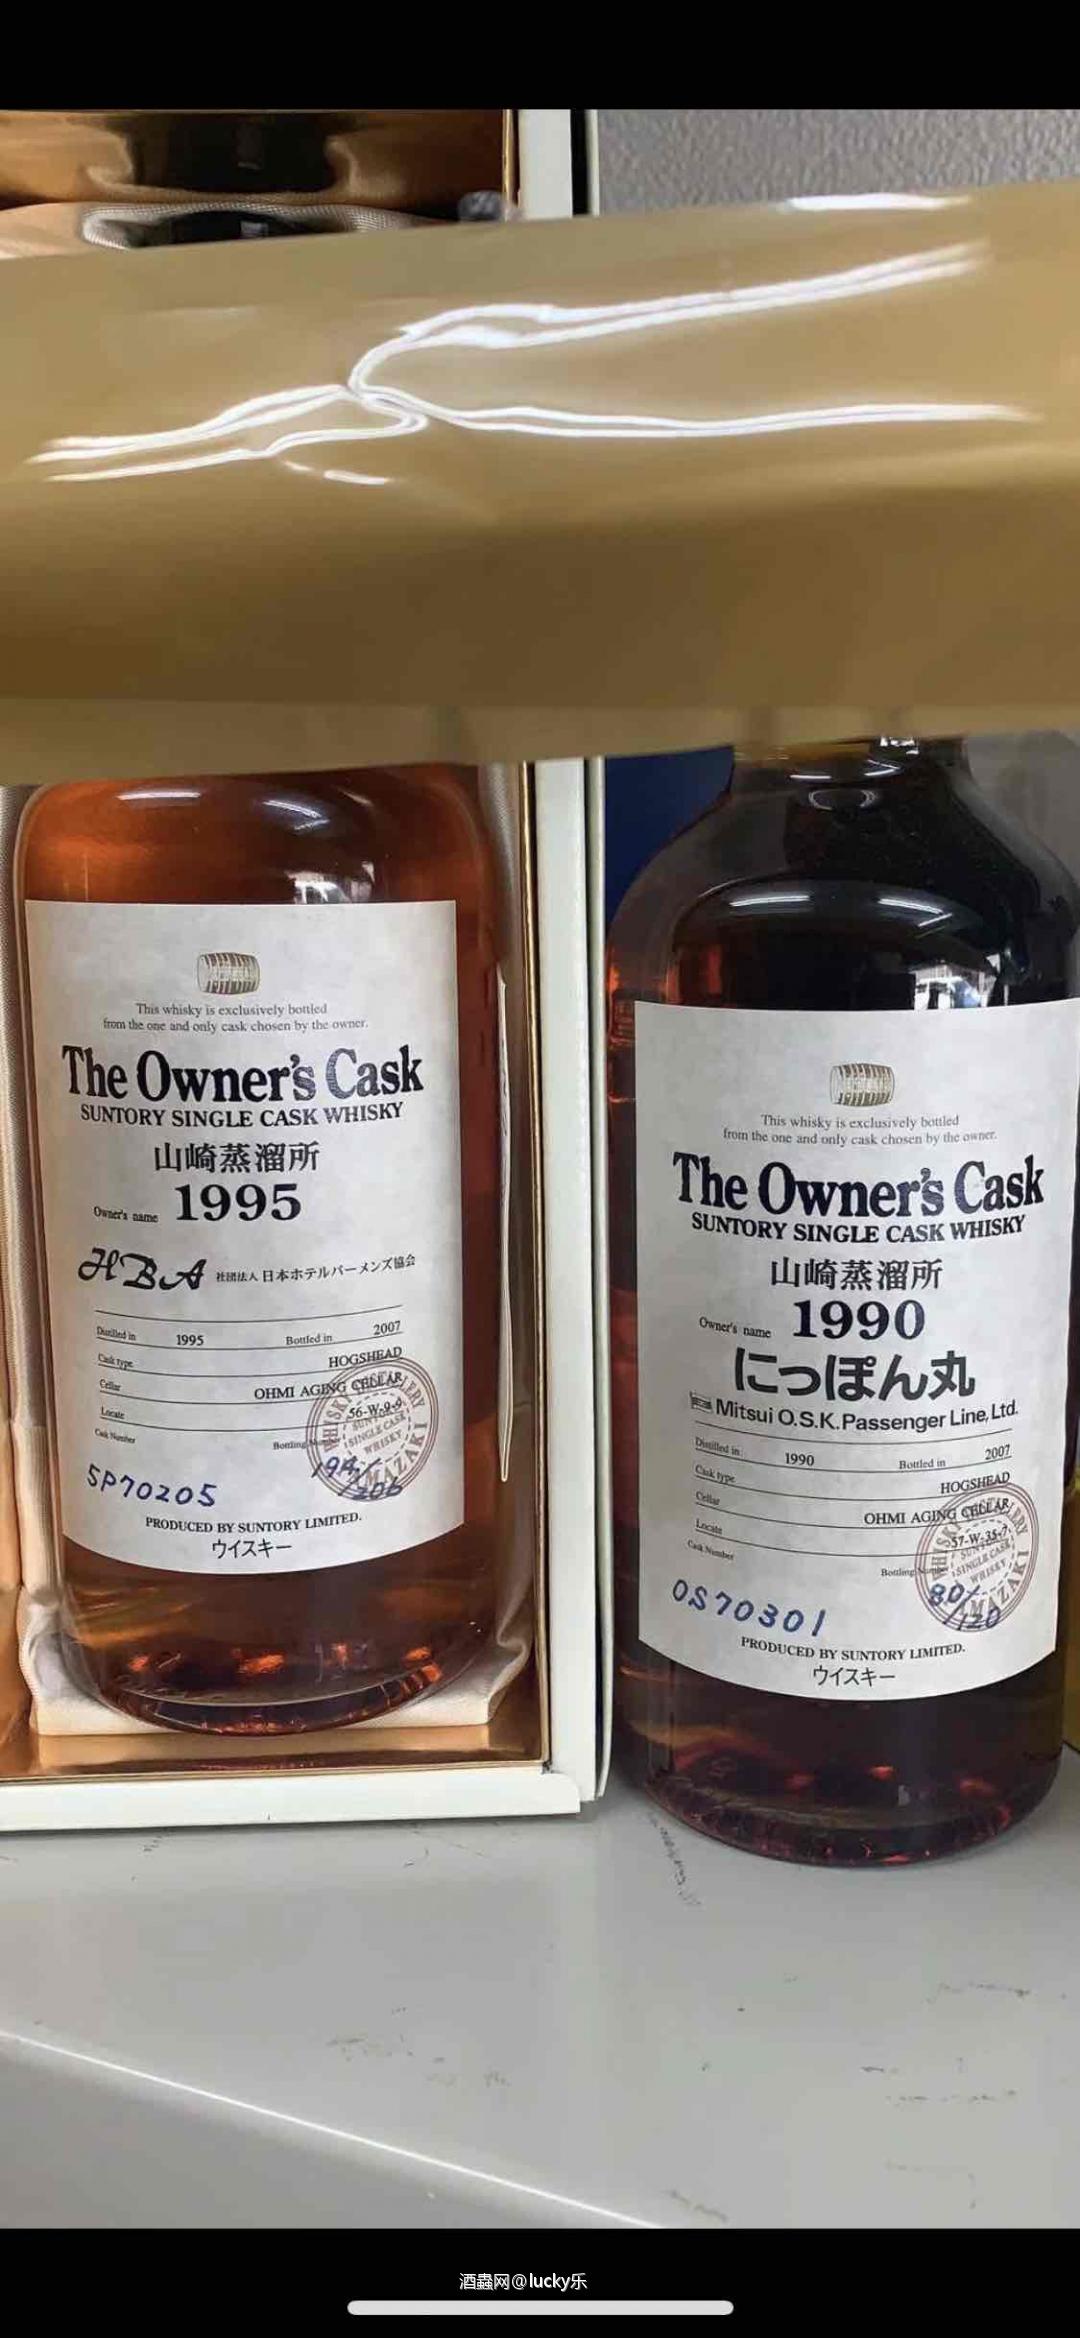 This whisky is exclusively bottled
from the one and only cask chosen by the owner.
The Owner's Cask
SUNTORY SINGLE CASK WHISKY
山崎蒸溜所
Owner's name 1995
HBA 社団法人 日本ホテルバーメンズ協会
Distilled in 1995 Bottled in 2007
Cask type HOGSHEAD
Cellar OHMI AGING CELLAR
Locate 56-W-9-9
Cask Number Bottling Number
SP70205 194/206
PRODUCED BY SUNTORY LIMITED.
ウイスキー
This whisky is exclusively bottled
from the one and only cask chosen by the owner.
The Owner's Cask
SUNTORY SINGLE CASK WHISKY
山崎蒸溜所
Owner's name 1990
にっぽん丸
Mitsui O.S.K. Passenger Line, Ltd.
Distilled in 1990 Bottled in 2007
Cask type HOGSHEAD
Cellar OHMI AGING CELLAR
Locate 57-W-35-7
Cask Number Bottling Number
OS70301 80/120
PRODUCED BY SUNTORY LIMITED.
ウイスキー
酒蟲网@lucky乐